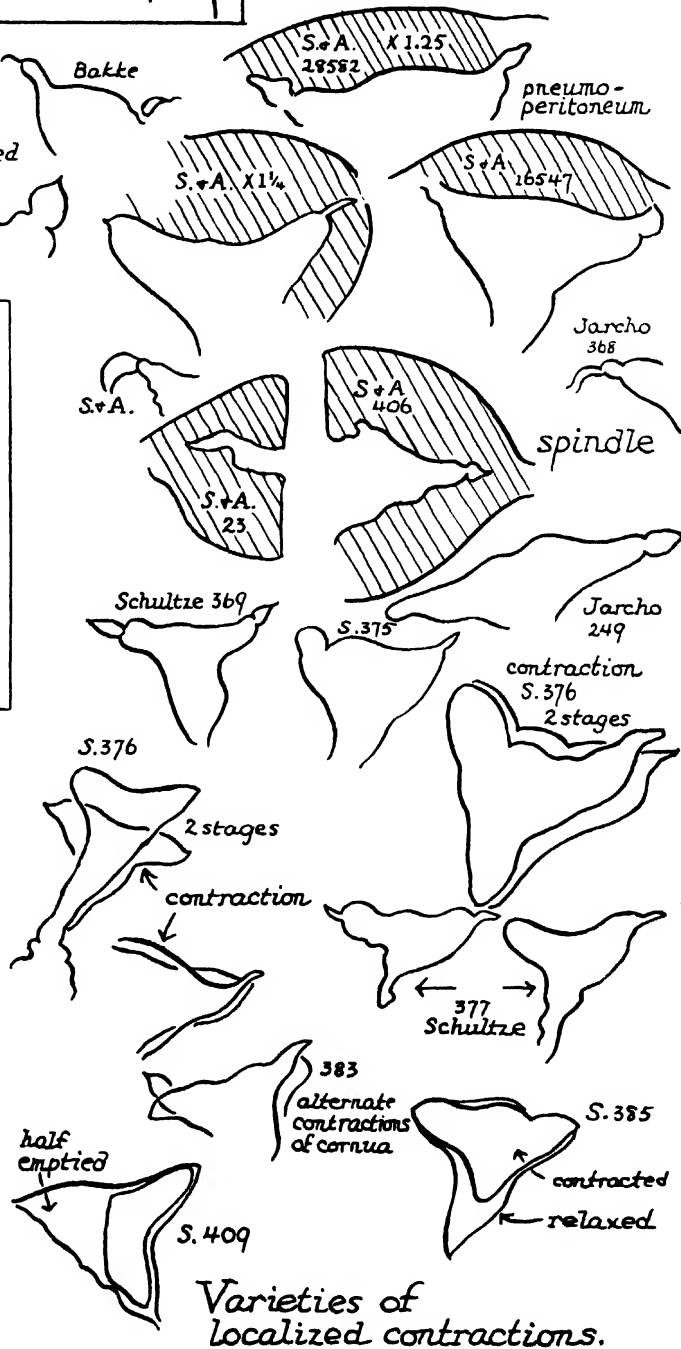 S.&A. X 1.25
28582
Bakke
pneumo-
peritoneum
ed
S.&A. X1¼
S&A
16547
Jarcho
368
S.&A.
S&A
406
spindle
S.&A.
23
Schultze 369
S.375
Jarcho
249
contraction
S.376
2 stages
S.376
2 stages
contraction
377
Schultze
383
alternate
contractions
of cornua
S.385
contracted
relaxed
half
emptied
S.409
Varieties of
localized contractions.